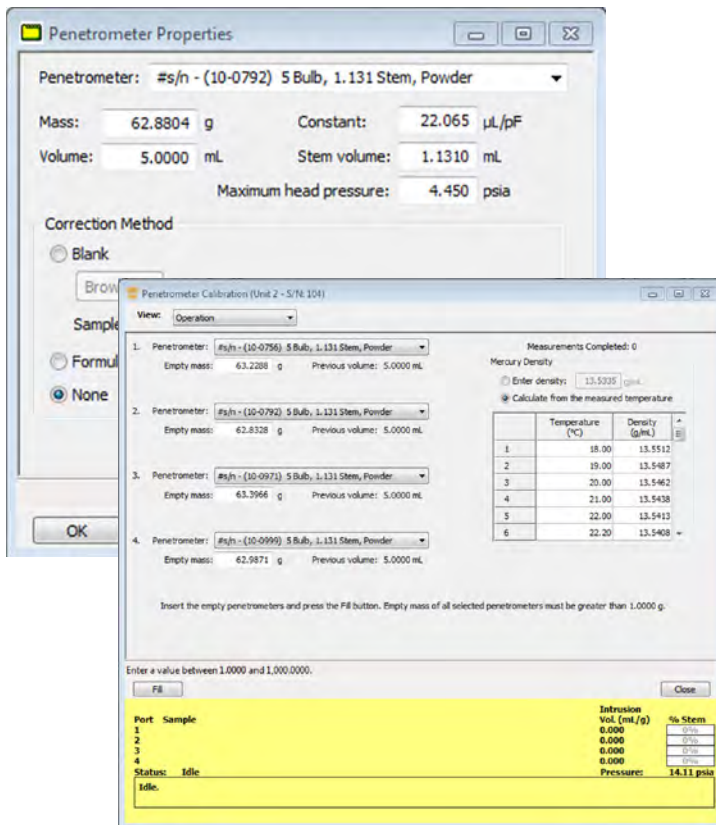 Penetrometer Properties
Penetrometer: #s/n - (10-0792) 5 Bulb, 1.131 Stem, Powder
Mass: 62.8804 g Constant: 22.065 µL/pF
Volume: 5.0000 mL Stem volume: 1.1310 mL
Maximum head pressure: 4.450 psia
Correction Method
Blank
Brow
Sample
Formul
None
OK
Penetrometer Calibration (Unit 2 - S/N: 104)
View: Operation
1. Penetrometer: #s/n - (10-0756) 5 Bulb, 1.131 Stem, Powder
Empty mass: 63.2288 g Previous volume: 5.0000 mL
2. Penetrometer: #s/n - (10-0792) 5 Bulb, 1.131 Stem, Powder
Empty mass: 62.8328 g Previous volume: 5.0000 mL
3. Penetrometer: #s/n - (10-0971) 5 Bulb, 1.131 Stem, Powder
Empty mass: 63.3966 g Previous volume: 5.0000 mL
4. Penetrometer: #s/n - (10-0999) 5 Bulb, 1.131 Stem, Powder
Empty mass: 62.9871 g Previous volume: 5.0000 mL
Measurements Completed: 0
Mercury Density
Enter density: 13.5335 g/mL
Calculate from the measured temperature
Temperature (°C) Density (g/mL)
1 18.00 13.5512
2 19.00 13.5487
3 20.00 13.5462
4 21.00 13.5438
5 22.00 13.5413
6 22.20 13.5408
Insert the empty penetrometers and press the Fill button. Empty mass of all selected penetrometers must be greater than 1.0000 g.
Enter a value between 1.0000 and 1,000.0000.
Fill Close
Intrusion
Port Sample Vol. (mL/g) % Stem
1 0.000 0%
2 0.000 0%
3 0.000 0%
4 0.000 0%
Status: Idle Pressure: 14.11 psia
Idle.